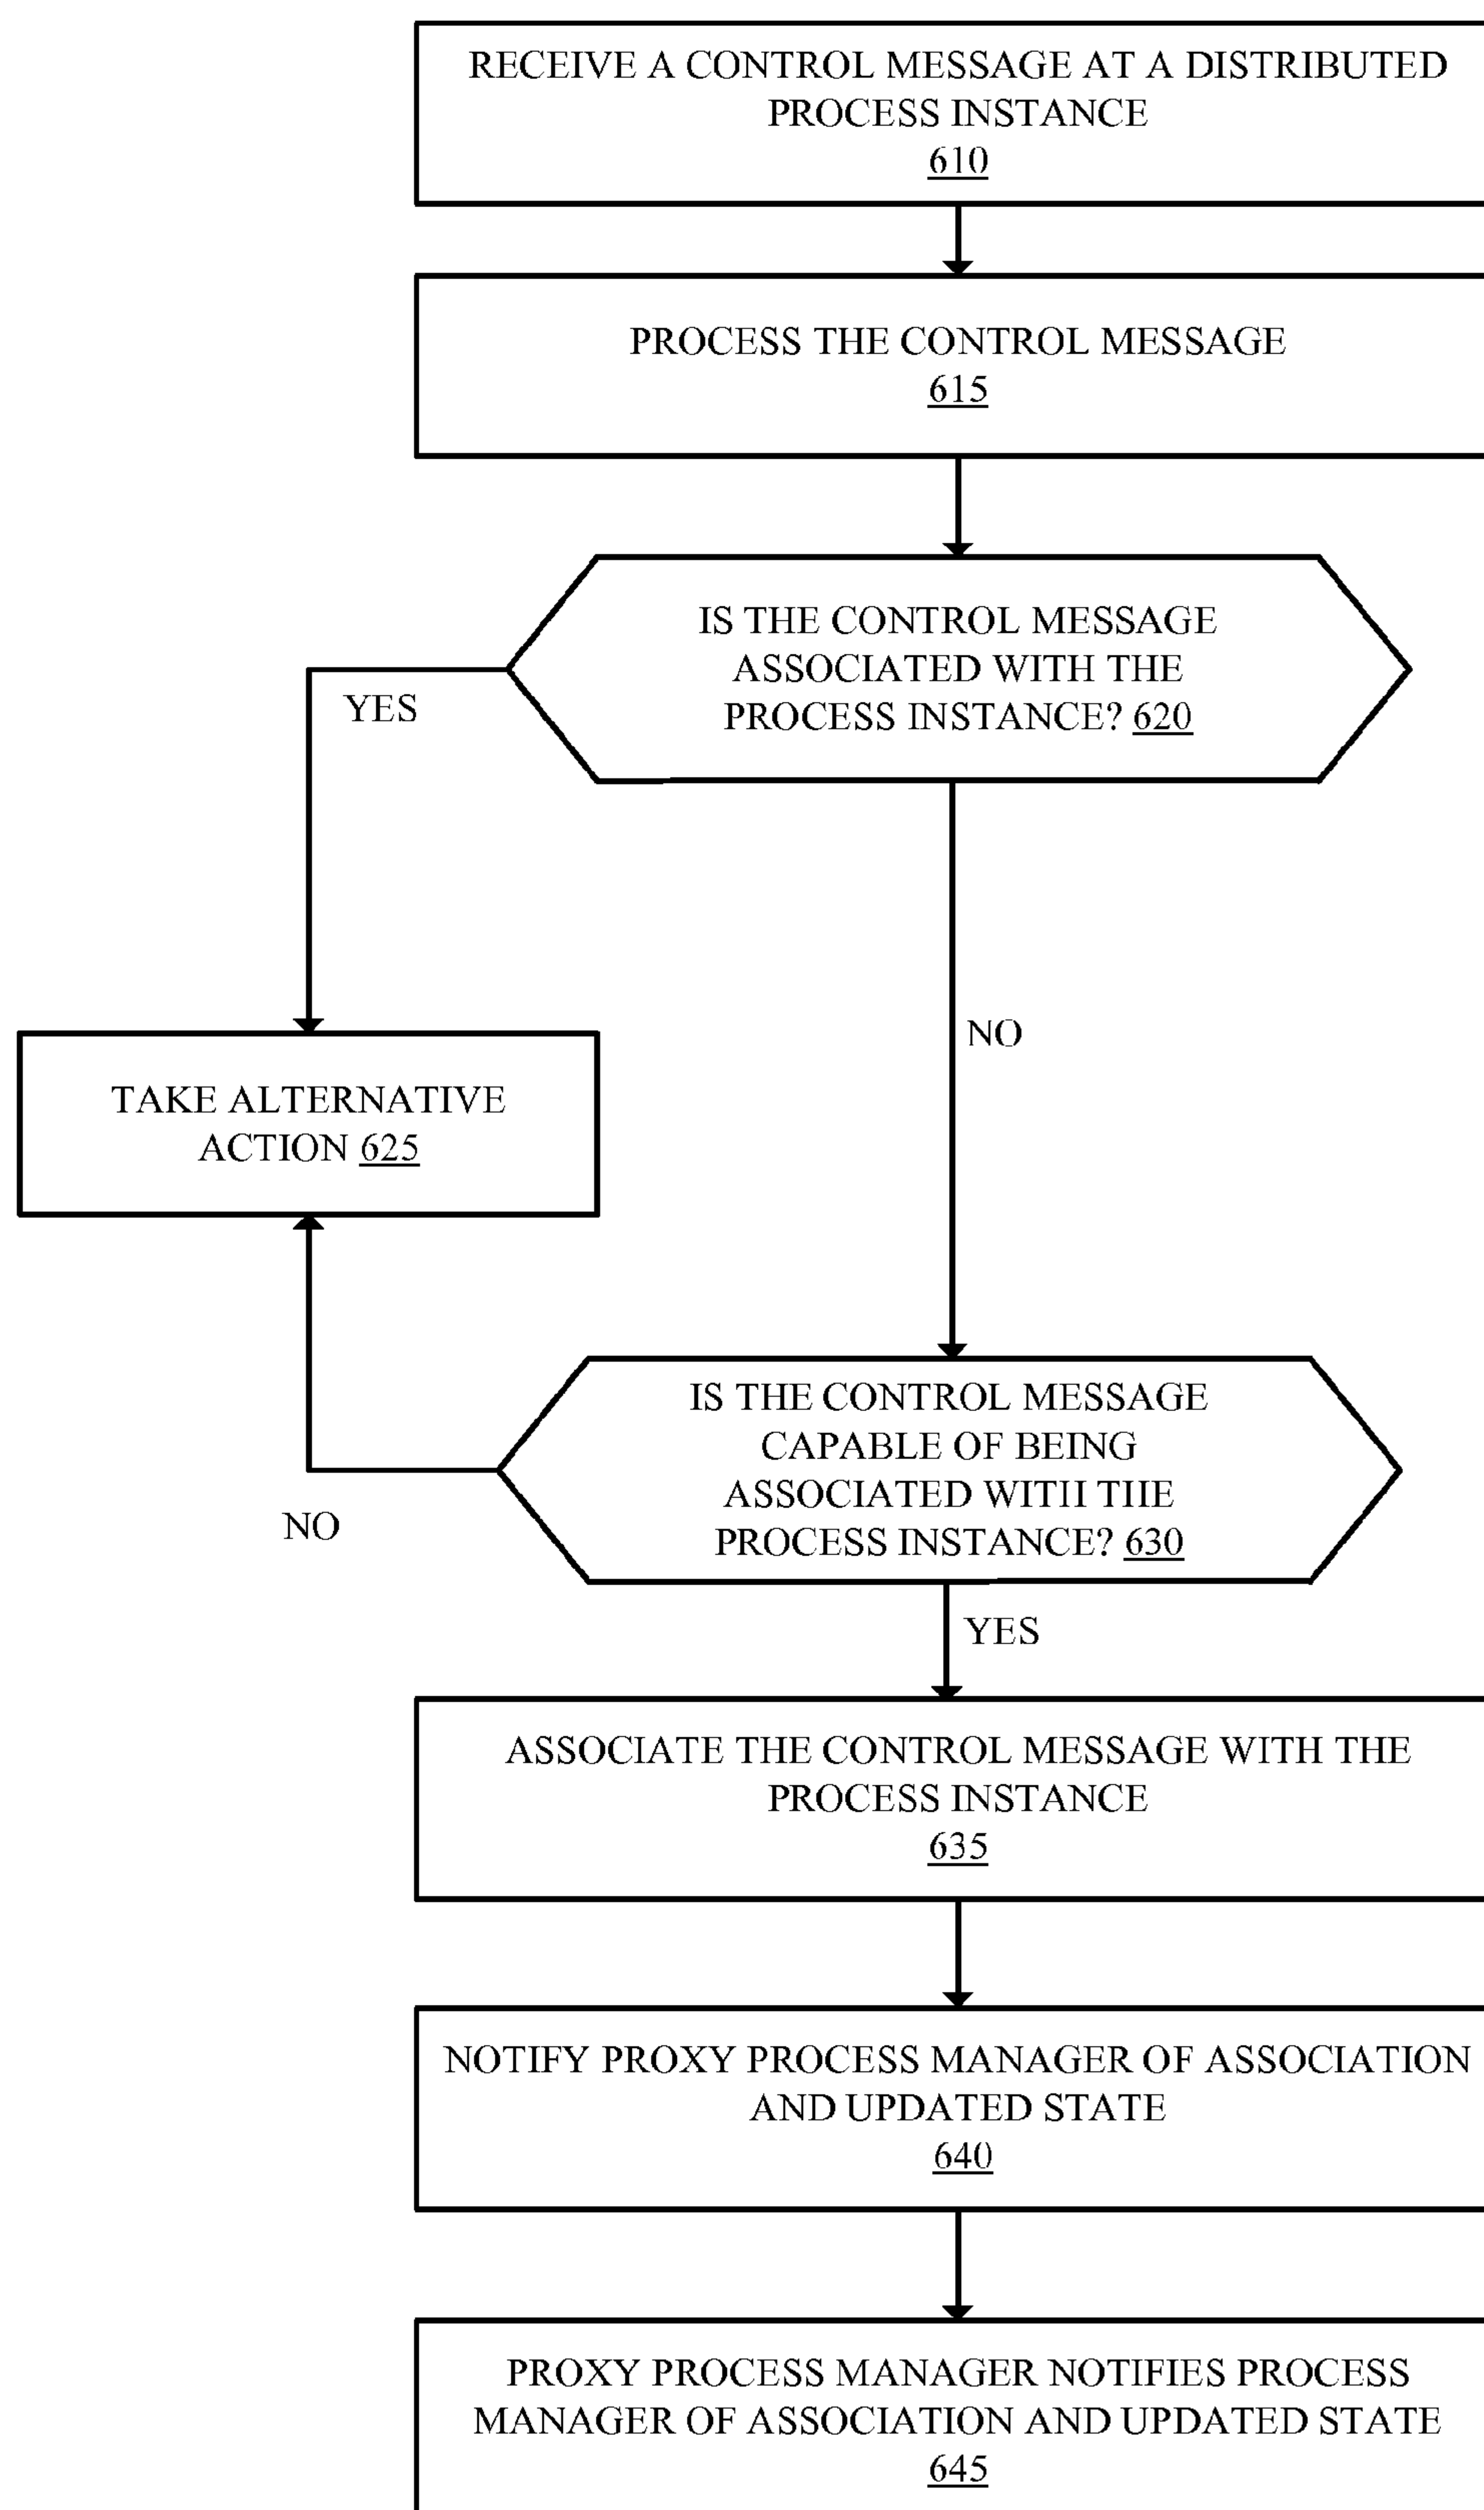 RECEIVE A CONTROL MESSAGE AT A DISTRIBUTED
PROCESS INSTANCE
610
PROCESS THE CONTROL MESSAGE
615
IS THE CONTROL MESSAGE
ASSOCIATED WITH THE
PROCESS INSTANCE? 620
YES
NO
TAKE ALTERNATIVE
ACTION 625
IS THE CONTROL MESSAGE
CAPABLE OF BEING
ASSOCIATED WITH THE
PROCESS INSTANCE? 630
NO
YES
ASSOCIATE THE CONTROL MESSAGE WITH THE
PROCESS INSTANCE
635
NOTIFY PROXY PROCESS MANAGER OF ASSOCIATION
AND UPDATED STATE
640
PROXY PROCESS MANAGER NOTIFIES PROCESS
MANAGER OF ASSOCIATION AND UPDATED STATE
645